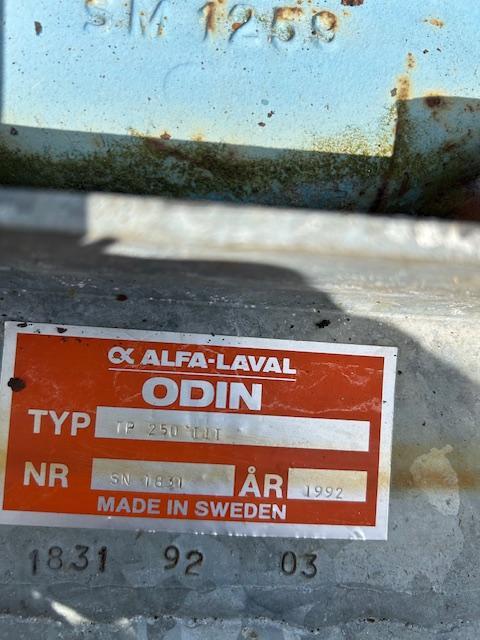 SM 1259
ALFA-LAVAL
ODIN
TYP TP 250 III
NR SN 1831 ÅR 1992
MADE IN SWEDEN
1831 92 03